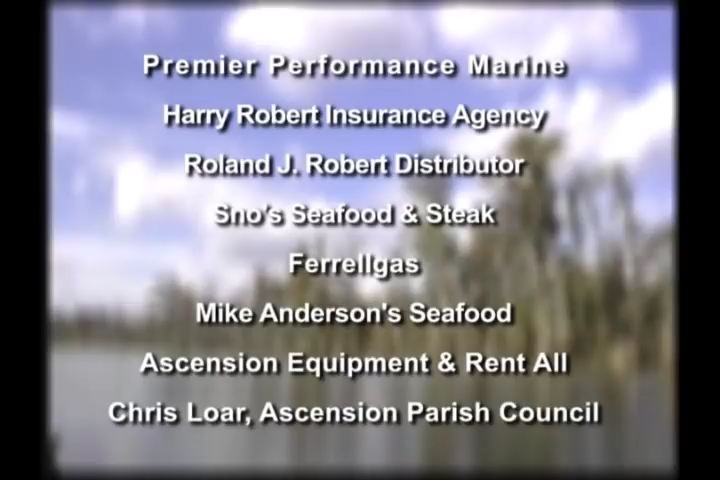 Premier Performance Marine
Harry Robert Insurance Agency
Roland J. Robert Distributor
Sno's Seafood & Steak
Ferrellgas
Mike Anderson's Seafood
Ascension Equipment & Rent All
Chris Loar, Ascension Parish Council